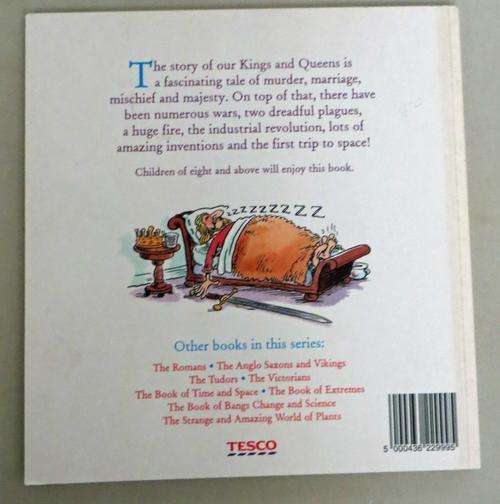 The story of our Kings and Queens is
a fascinating tale of murder, marriage,
mischief and majesty. On top of that, there have
been numerous wars, two dreadful plagues,
a huge fire, the industrial revolution, lots of
amazing inventions and the first trip to space!
Children of eight and above will enjoy this book.
ZZZZZZZZZ
Other books in this series:
The Romans • The Anglo Saxons and Vikings
The Tudors • The Victorians
The Book of Time and Space • The Book of Extremes
The Book of Bangs Change and Science
The Strange and Amazing World of Plants
TESCO
5 000436 229995